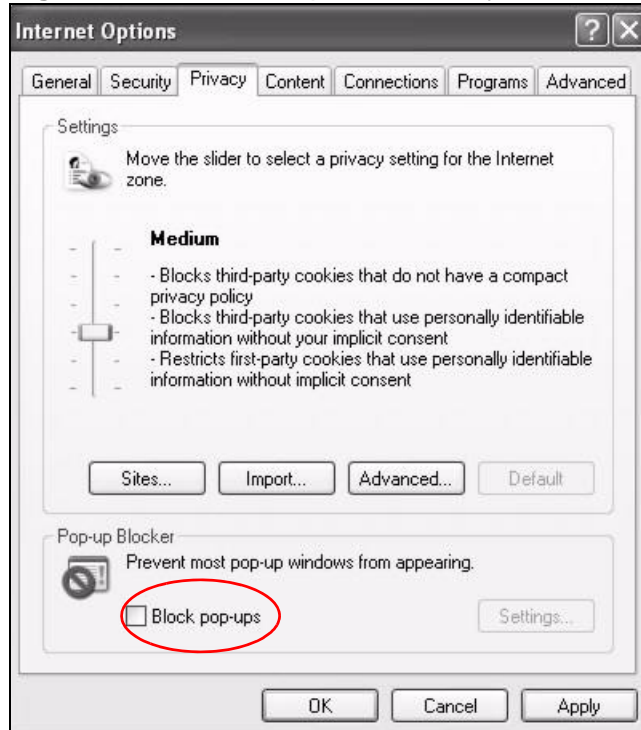 Internet Options
General Security Privacy Content Connections Programs Advanced
Settings
Move the slider to select a privacy setting for the Internet
zone.
Medium
- Blocks third-party cookies that do not have a compact
privacy policy
- Blocks third-party cookies that use personally identifiable
information without your implicit consent
- Restricts first-party cookies that use personally identifiable
information without implicit consent
Sites... Import... Advanced... Default
Pop-up Blocker
Prevent most pop-up windows from appearing.
Block pop-ups Settings...
OK Cancel Apply